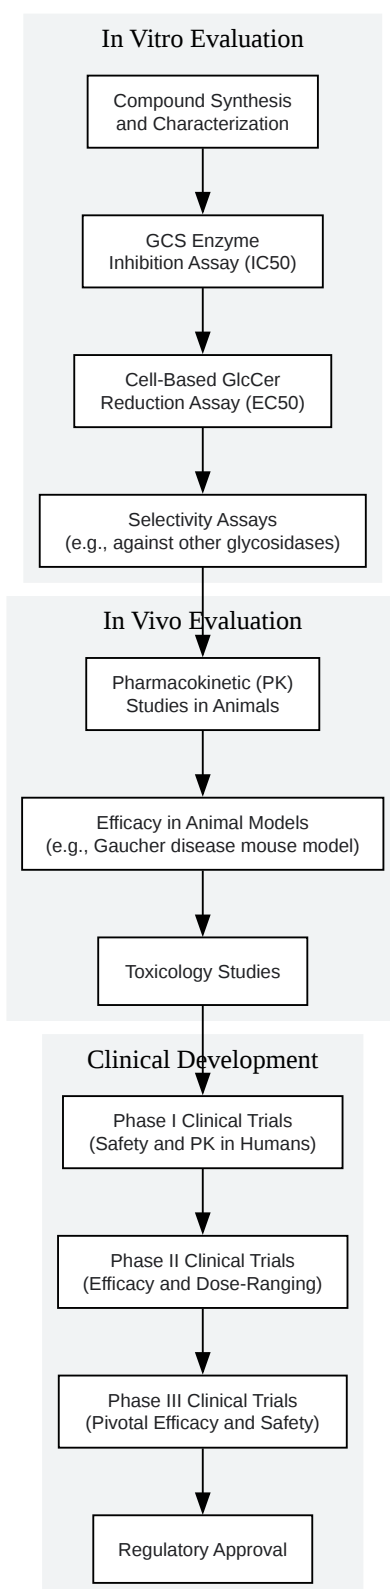 In Vitro Evaluation
Compound Synthesis
and Characterization
GCS Enzyme
Inhibition Assay (IC50)
Cell-Based GlcCer
Reduction Assay (EC50)
Selectivity Assays
(e.g., against other glycosidases)
In Vivo Evaluation
Pharmacokinetic (PK)
Studies in Animals
Efficacy in Animal Models
(e.g., Gaucher disease mouse model)
Toxicology Studies
Clinical Development
Phase I Clinical Trials
(Safety and PK in Humans)
Phase II Clinical Trials
(Efficacy and Dose-Ranging)
Phase III Clinical Trials
(Pivotal Efficacy and Safety)
Regulatory Approval